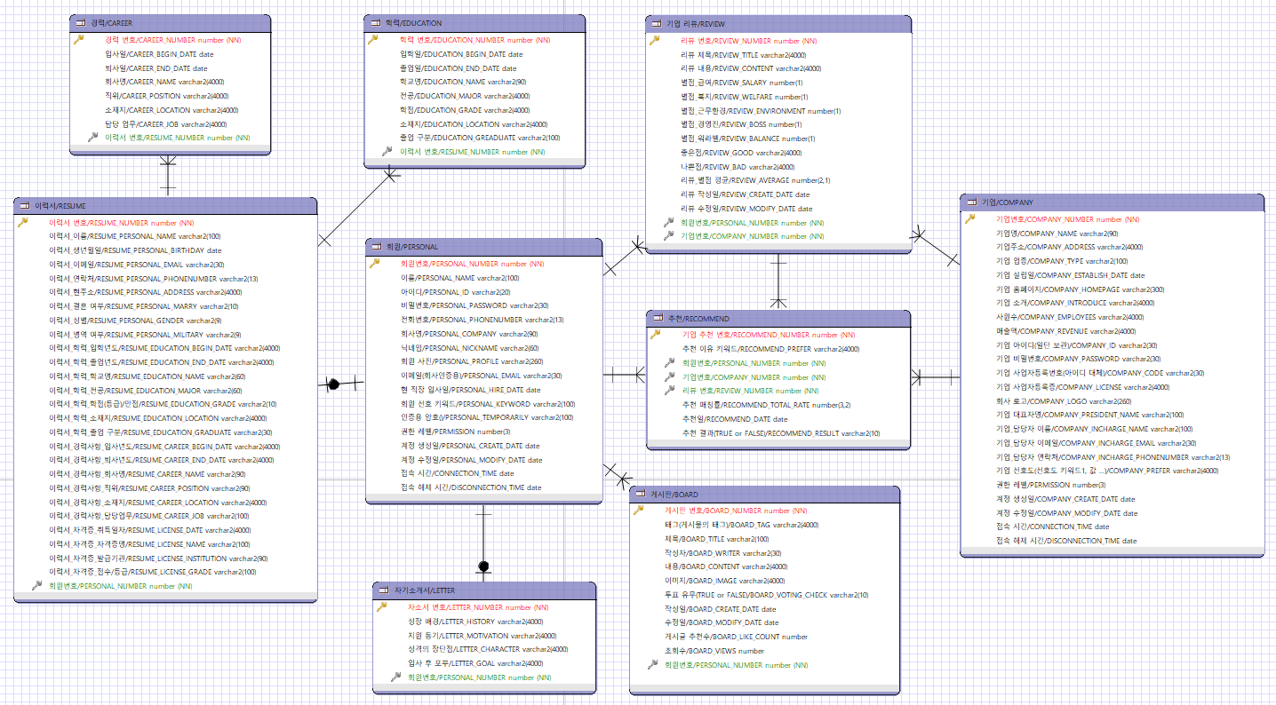 경력/CAREER
경력 번호/CAREER_NUMBER number (NN)
입사일/CAREER_BEGIN_DATE date
퇴사일/CAREER_END_DATE date
회사명/CAREER_NAME varchar2(4000)
직위/CAREER_POSITION varchar2(4000)
소재지/CAREER_LOCATION varchar2(4000)
담당 업무/CAREER_JOB varchar2(4000)
이력서 번호/RESUME_NUMBER number (NN)
학력/EDUCATION
학력 번호/EDUCATION_NUMBER number (NN)
입학일/EDUCATION_BEGIN_DATE date
졸업일/EDUCATION_END_DATE date
학교명/EDUCATION_NAME varchar2(90)
전공/EDUCATION_MAJOR varchar2(4000)
학점/EDUCATION_GRADE varchar2(4000)
소재지/EDUCATION_LOCATION varchar2(4000)
졸업 구분/EDUCATION_GREADUATE varchar2(100)
이력서 번호/RESUME_NUMBER number (NN)
기업 리뷰/REVIEW
리뷰 번호/REVIEW_NUMBER number (NN)
리뷰 제목/REVIEW_TITLE varchar2(4000)
리뷰 내용/REVIEW_CONTENT varchar2(4000)
별점_급여/REVIEW_SALARY number(1)
별점_복지/REVIEW_WELFARE number(1)
별점_근무환경/REVIEW_ENVIRONMENT number(1)
별점_경영진/REVIEW_BOSS number(1)
별점_워라밸/REVIEW_BALANCE number(1)
좋은점/REVIEW_GOOD varchar2(4000)
나쁜점/REVIEW_BAD varchar2(4000)
리뷰_별점 평균/REVIEW_AVERAGE number(2,1)
리뷰 작성일/REVIEW_CREATE_DATE date
리뷰 수정일/REVIEW_MODIFY_DATE date
회원번호/PERSONAL_NUMBER number (NN)
기업번호/COMPANY_NUMBER number (NN)
이력서/RESUME
이력서 번호/RESUME_NUMBER number (NN)
이력서_이름/RESUME_PERSONAL_NAME varchar2(100)
이력서_생년월일/RESUME_PERSONAL_BIRTHDAY date
이력서_이메일/RESUME_PERSONAL_EMAIL varchar2(30)
이력서_연락처/RESUME_PERSONAL_PHONENUMBER varchar2(13)
이력서_현주소/RESUME_PERSONAL_ADDRESS varchar2(4000)
이력서_결혼 여부/RESUME_PERSONAL_MARRY varchar2(10)
이력서_성별/RESUME_PERSONAL_GENDER varchar2(9)
이력서_병역 여부/RESUME_PERSONAL_MILITARY varchar2(9)
이력서_학력_입학년도/RESUME_EDUCATION_BEGIN_DATE varchar2(4000)
이력서_학력_졸업년도/RESUME_EDUCATION_END_DATE varchar2(4000)
이력서_학력_학교명/RESUME_EDUCATION_NAME varchar2(60)
이력서_학력_전공/RESUME_EDUCATION_MAJOR varchar2(60)
이력서_학력_학점(등급)/만점/RESUME_EDUCATION_GRADE varchar2(10)
이력서_학력_소재지/RESUME_EDUCATION_LOCATION varchar2(4000)
이력서_학력_졸업 구분/RESUME_EDUCATION_GRADUATE varchar2(30)
이력서_경력사항_입사년도/RESUME_CAREER_BEGIN_DATE varchar2(4000)
이력서_경력사항_퇴사년도/RESUME_CAREER_END_DATE varchar2(4000)
이력서_경력사항_회사명/RESUME_CAREER_NAME varchar2(90)
이력서_경력사항_직위/RESUME_CAREER_POSITION varchar2(90)
이력서_경력사항_소재지/RESUME_CAREER_LOCATION varchar2(4000)
이력서_경력사항_담당업무/RESUME_CAREER_JOB varchar2(100)
이력서_자격증_취득일자/RESUME_LICENSE_DATE varchar2(4000)
이력서_자격증_자격증명/RESUME_LICENSE_NAME varchar2(100)
이력서_자격증_발급기관/RESUME_LICENSE_INSTITUTION varchar2(90)
이력서_자격증_점수/등급/RESUME_LICENSE_GRADE varchar2(100)
회원번호/PERSONAL_NUMBER number (NN)
회원/PERSONAL
회원번호/PERSONAL_NUMBER number (NN)
이름/PERSONAL_NAME varchar2(100)
아이디/PERSONAL_ID varchar2(20)
비밀번호/PERSONAL_PASSWORD varchar2(30)
전화번호/PERSONAL_PHONENUMBER varchar2(13)
회사명/PERSONAL_COMPANY varchar2(90)
닉네임/PERSONAL_NICKNAME varchar2(60)
회원 사진/PERSONAL_PROFILE varchar2(260)
이메일(회사인증용)/PERSONAL_EMAIL varchar2(30)
현 직장 입사일/PERSONAL_HIRE_DATE date
회원 선호 키워드/PERSONAL_KEYWORD varchar2(100)
인증용 암호()/PERSONAL_TEMPORARILY varchar2(100)
권한 레벨/PERMISSION number(3)
계정 생성일/PERSONAL_CREATE_DATE date
계정 수정일/PERSONAL_MODIFY_DATE date
접속 시간/CONNECTION_TIME date
접속 해제 시간/DISCONNECTION_TIME date
추천/RECOMMEND
기업 추천 번호/RECOMMEND_NUMBER number (NN)
추천 이유 키워드/RECOMMEND_PREFER varchar2(4000)
회원번호/PERSONAL_NUMBER number (NN)
기업번호/COMPANY_NUMBER number (NN)
리뷰 번호/REVIEW_NUMBER number (NN)
추천 매칭률/RECOMMEND_TOTAL_RATE number(3,2)
추천일/RECOMMEND_DATE date
추천 결과(TRUE or FALSE)/RECOMMEND_RESULT varchar2(10)
기업/COMPANY
기업번호/COMPANY_NUMBER number (NN)
기업명/COMPANY_NAME varchar2(90)
기업주소/COMPANY_ADDRESS varchar2(4000)
기업 업종/COMPANY_TYPE varchar2(100)
기업 설립일/COMPANY_ESTABLISH_DATE date
기업 홈페이지/COMPANY_HOMEPAGE varchar2(300)
기업 소개/COMPANY_INTRODUCE varchar2(4000)
사원수/COMPANY_EMPLOYEES varchar2(4000)
매출액/COMPANY_REVENUE varchar2(4000)
기업 아이디(일단 보관)/COMPANY_ID varchar2(30)
기업 비밀번호/COMPANY_PASSWORD varchar2(30)
기업 사업자등록번호(아이디 대체)/COMPANY_CODE varchar2(30)
기업 사업자등록증/COMPANY_LICENSE varchar2(4000)
회사 로고/COMPANY_LOGO varchar2(260)
기업 대표자명/COMPANY_PRESIDENT_NAME varchar2(100)
기업_담당자 이름/COMPANY_INCHARGE_NAME varchar2(100)
기업_담당자 이메일/COMPANY_INCHARGE_EMAIL varchar2(30)
기업_담당자 연락처/COMPANY_INCHARGE_PHONENUMBER varchar2(13)
기업 선호도(선호도 키워드1, 값 ...)/COMPANY_PREFER varchar2(4000)
권한 레벨/PERMISSION number(3)
계정 생성일/COMPANY_CREATE_DATE date
계정 수정일/COMPANY_MODIFY_DATE date
접속 시간/CONNECTION_TIME date
접속 해제 시간/DISCONNECTION_TIME date
자기소개서/LETTER
자소서 번호/LETTER_NUMBER number (NN)
성장 배경/LETTER_HISTORY varchar2(4000)
지원 동기/LETTER_MOTIVATION varchar2(4000)
성격의 장단점/LETTER_CHARACTER varchar2(4000)
입사 후 포부/LETTER_GOAL varchar2(4000)
회원번호/PERSONAL_NUMBER number (NN)
게시판/BOARD
게시판 번호/BOARD_NUMBER number (NN)
태그(게시물의 태그)/BOARD_TAG varchar2(4000)
제목/BOARD_TITLE varchar2(100)
작성자/BOARD_WRITER varchar2(30)
내용/BOARD_CONTENT varchar2(4000)
이미지/BOARD_IMAGE varchar2(4000)
투표 유무(TRUE or FALSE)/BOARD_VOTING_CHECK varchar2(10)
작성일/BOARD_CREATE_DATE date
수정일/BOARD_MODIFY_DATE date
게시글 추천수/BOARD_LIKE_COUNT number
조회수/BOARD_VIEWS number
회원번호/PERSONAL_NUMBER number (NN)